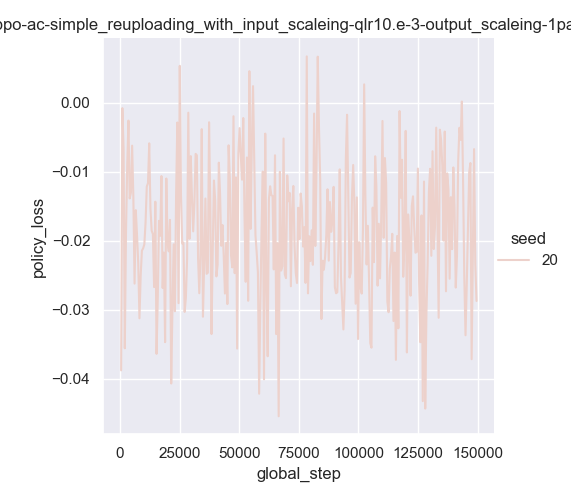 ppo-ac-simple_reuploading_with_input_scaleing-qlr10.e-3-output_scaleing-1pa
0.00
−0.01
−0.02
−0.03
−0.04
policy_loss
0 25000 50000 75000 100000 125000 150000
global_step
seed
20